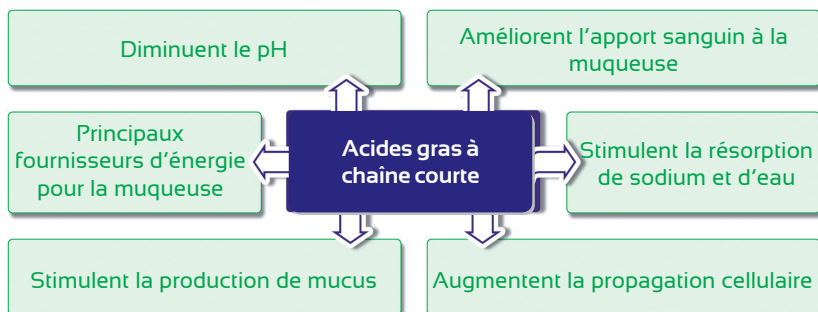 Diminuent le pH
Améliorent l'apport sanguin à la
muqueuse
Principaux
fournisseurs d'énergie
pour la muqueuse
Acides gras à
chaîne courte
Stimulent la résorption
de sodium et d'eau
Stimulent la production de mucus
Augmentent la propagation cellulaire